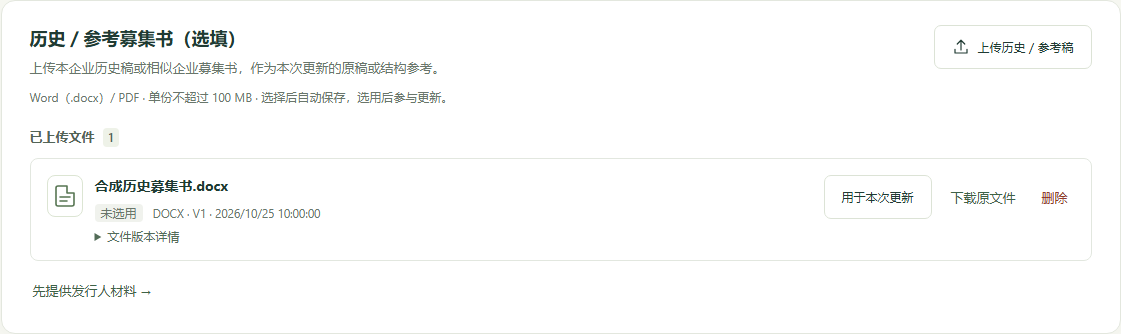 历史 / 参考募集书（选填）
上传历史 / 参考稿
上传本企业历史稿或相似企业募集书，作为本次更新的原稿或结构参考。
Word（.docx）/ PDF · 单份不超过 100 MB · 选择后自动保存，选用后参与更新。
已上传文件 1
合成历史募集书.docx
未选用 DOCX · V1 · 2026/10/25 10:00:00
▶ 文件版本详情
用于本次更新 下载原文件 删除
先提供发行人材料 →